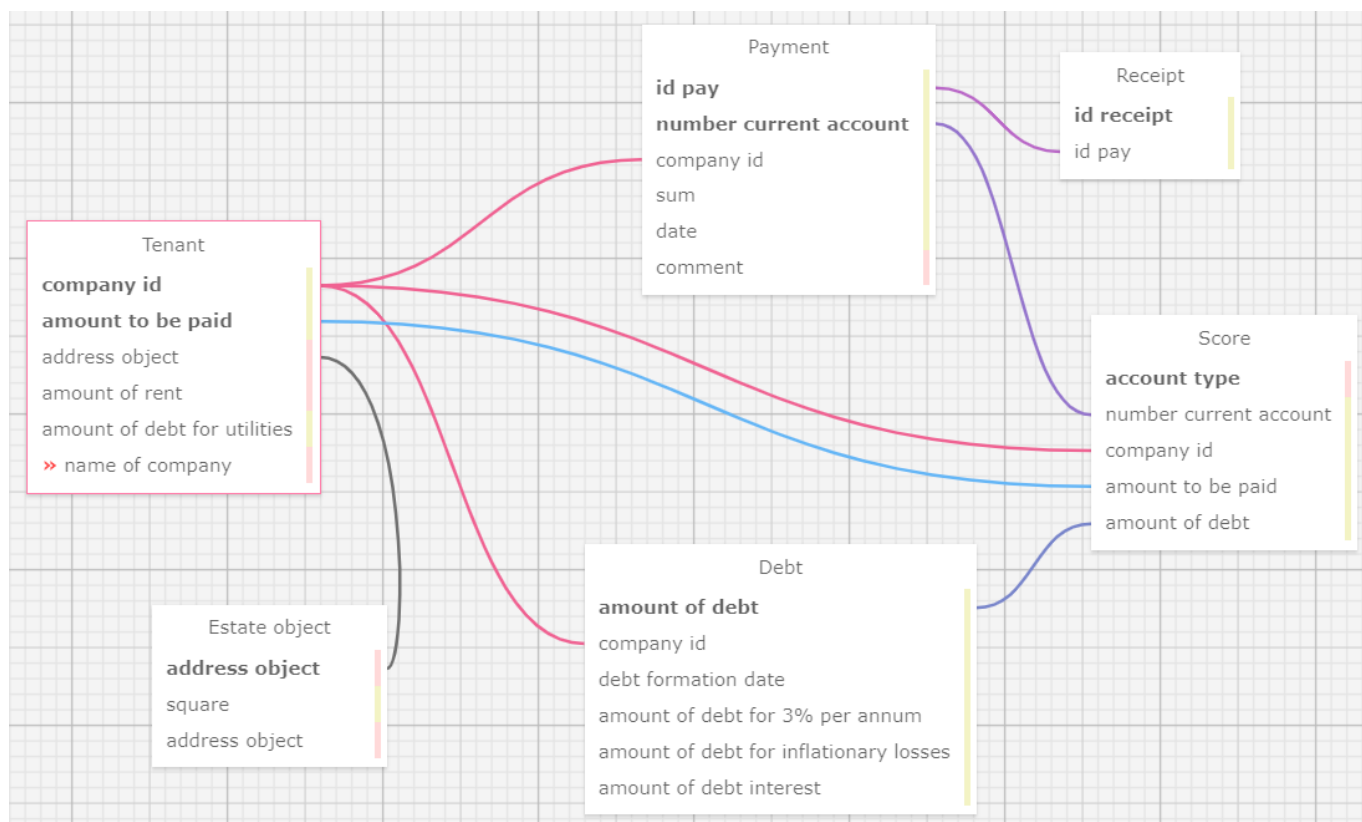 Payment
id pay
number current account
company id
sum
date
comment
Receipt
id receipt
id pay
Tenant
company id
amount to be paid
address object
amount of rent
amount of debt for utilities
» name of company
Score
account type
number current account
company id
amount to be paid
amount of debt
Debt
amount of debt
company id
debt formation date
amount of debt for 3% per annum
amount of debt for inflationary losses
amount of debt interest
Estate object
address object
square
address object